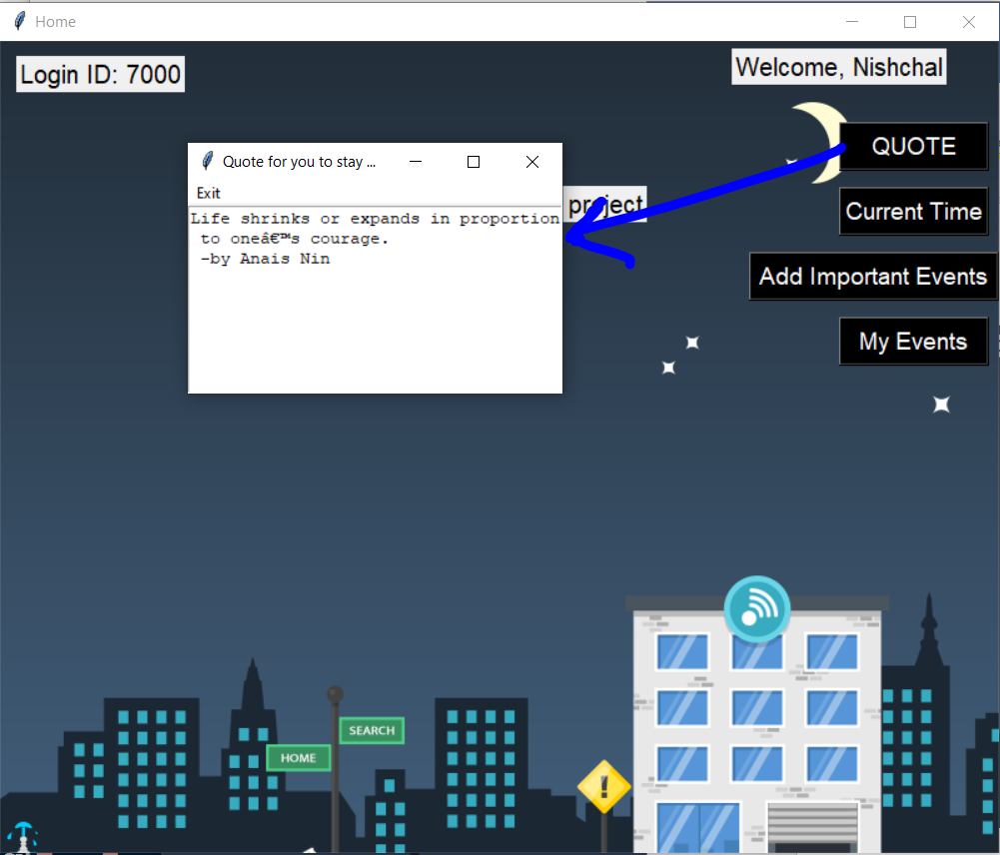 Home
Login ID: 7000
Welcome, Nishchal
QUOTE
Quote for you to stay ...
Exit
Life shrinks or expands in proportion
to oneâ€™s courage.
-by Anais Nin
project
Current Time
Add Important Events
My Events
SEARCH
HOME
!